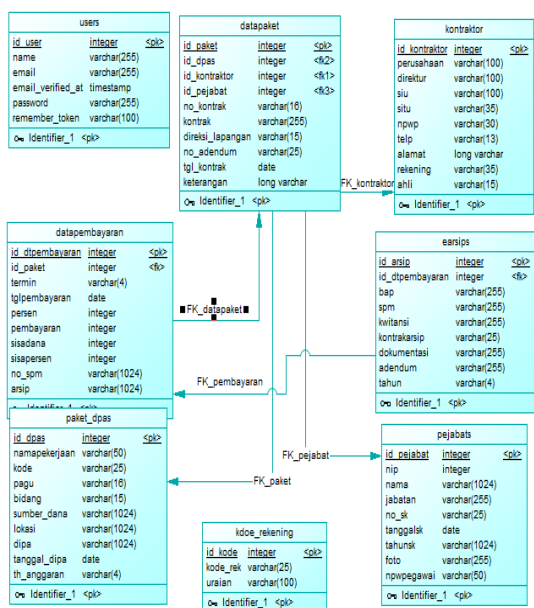 users
id_user integer <pk>
name varchar(255)
email varchar(255)
email_verified_at timestamp
password varchar(255)
remember_token varchar(100)
Identifier_1 <pk>
datapaket
id_paket integer <pk>
id_dpas integer <fk2>
id_kontraktor integer <fk1>
id_pejabat integer <fk3>
no_kontrak varchar(16)
kontrak varchar(255)
direksi_lapangan varchar(15)
no_adendum varchar(25)
tgl_kontrak date
keterangan long varchar
Identifier_1 <pk>
kontraktor
id_kontraktor integer <pk>
perusahaan varchar(100)
direktur varchar(100)
siu varchar(100)
situ varchar(35)
npwp varchar(30)
telp varchar(13)
alamat long varchar
rekening varchar(35)
ahli varchar(15)
Identifier_1 <pk>
FK_kontraktor
datapembayaran
id_dtpembayaran integer <pk>
id_paket integer <fk>
termin varchar(4)
tglpembayaran date
persen integer
pembayaran integer
sisadana integer
sisapersen integer
no_spm varchar(1024)
arsip varchar(1024)
Identifier_1 <pk>
FK_datapaket
earsips
id_arsip integer <pk>
id_dtpembayaran integer <fk>
bap varchar(255)
spm varchar(255)
kwitansi varchar(255)
kontrakarsip varchar(25)
dokumentasi varchar(255)
adendum varchar(255)
tahun varchar(4)
Identifier_1 <pk>
FK_pembayaran
paket_dpas
id_dpas integer <pk>
namapekerjaan varchar(50)
kode varchar(25)
pagu varchar(16)
bidang varchar(15)
sumber_dana varchar(1024)
lokasi varchar(1024)
dipa varchar(1024)
tanggal_dipa date
th_anggaran varchar(4)
Identifier_1 <pk>
FK_pejabat
FK_paket
pejabats
id_pejabat integer <pk>
nip integer
nama varchar(1024)
jabatan varchar(255)
no_sk varchar(25)
tanggalsk date
tahunsk varchar(1024)
foto varchar(255)
npwpegawai varchar(50)
Identifier_1 <pk>
kdoe_rekening
id_kode integer <pk>
kode_rek varchar(25)
uraian varchar(100)
Identifier_1 <pk>